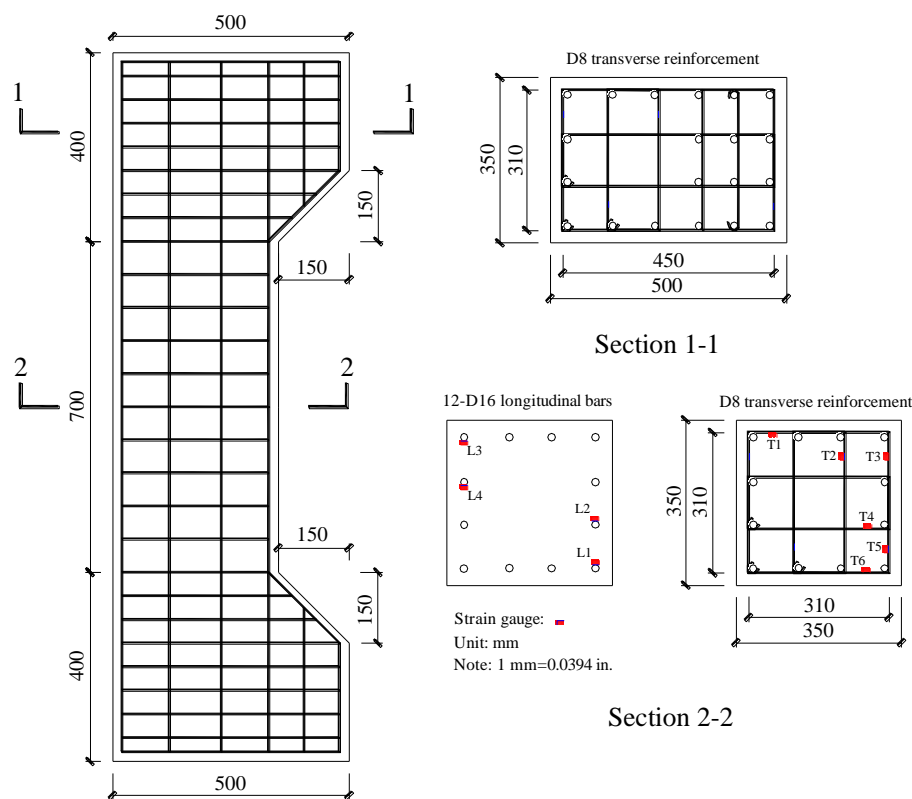 500
1
1
400
150
150
2
2
700
150
150
400
500
D8 transverse reinforcement
350
310
450
500
Section 1-1
12-D16 longitudinal bars
L3
L4
L2
L1
D8 transverse reinforcement
T1
T2
T3
T4
T5
T6
350
310
310
350
Strain gauge:
Unit: mm
Note: 1 mm=0.0394 in.
Section 2-2